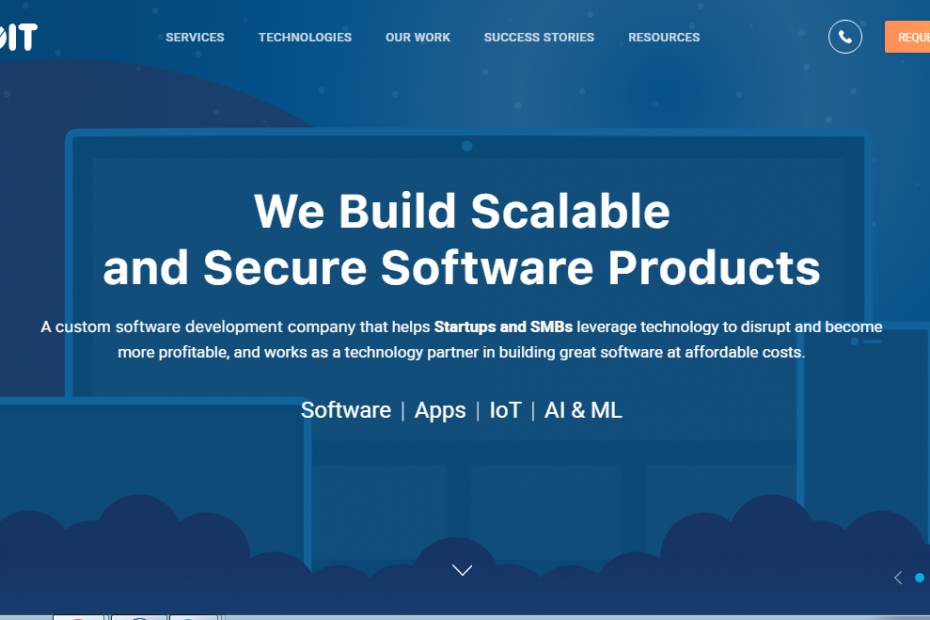 SERVICES TECHNOLOGIES OUR WORK SUCCESS STORIES RESOURCES
We Build Scalable
and Secure Software Products
A custom software development company that helps Startups and SMBs leverage technology to disrupt and become
more profitable, and works as a technology partner in building great software at affordable costs.
Software | Apps | IoT | AI & ML